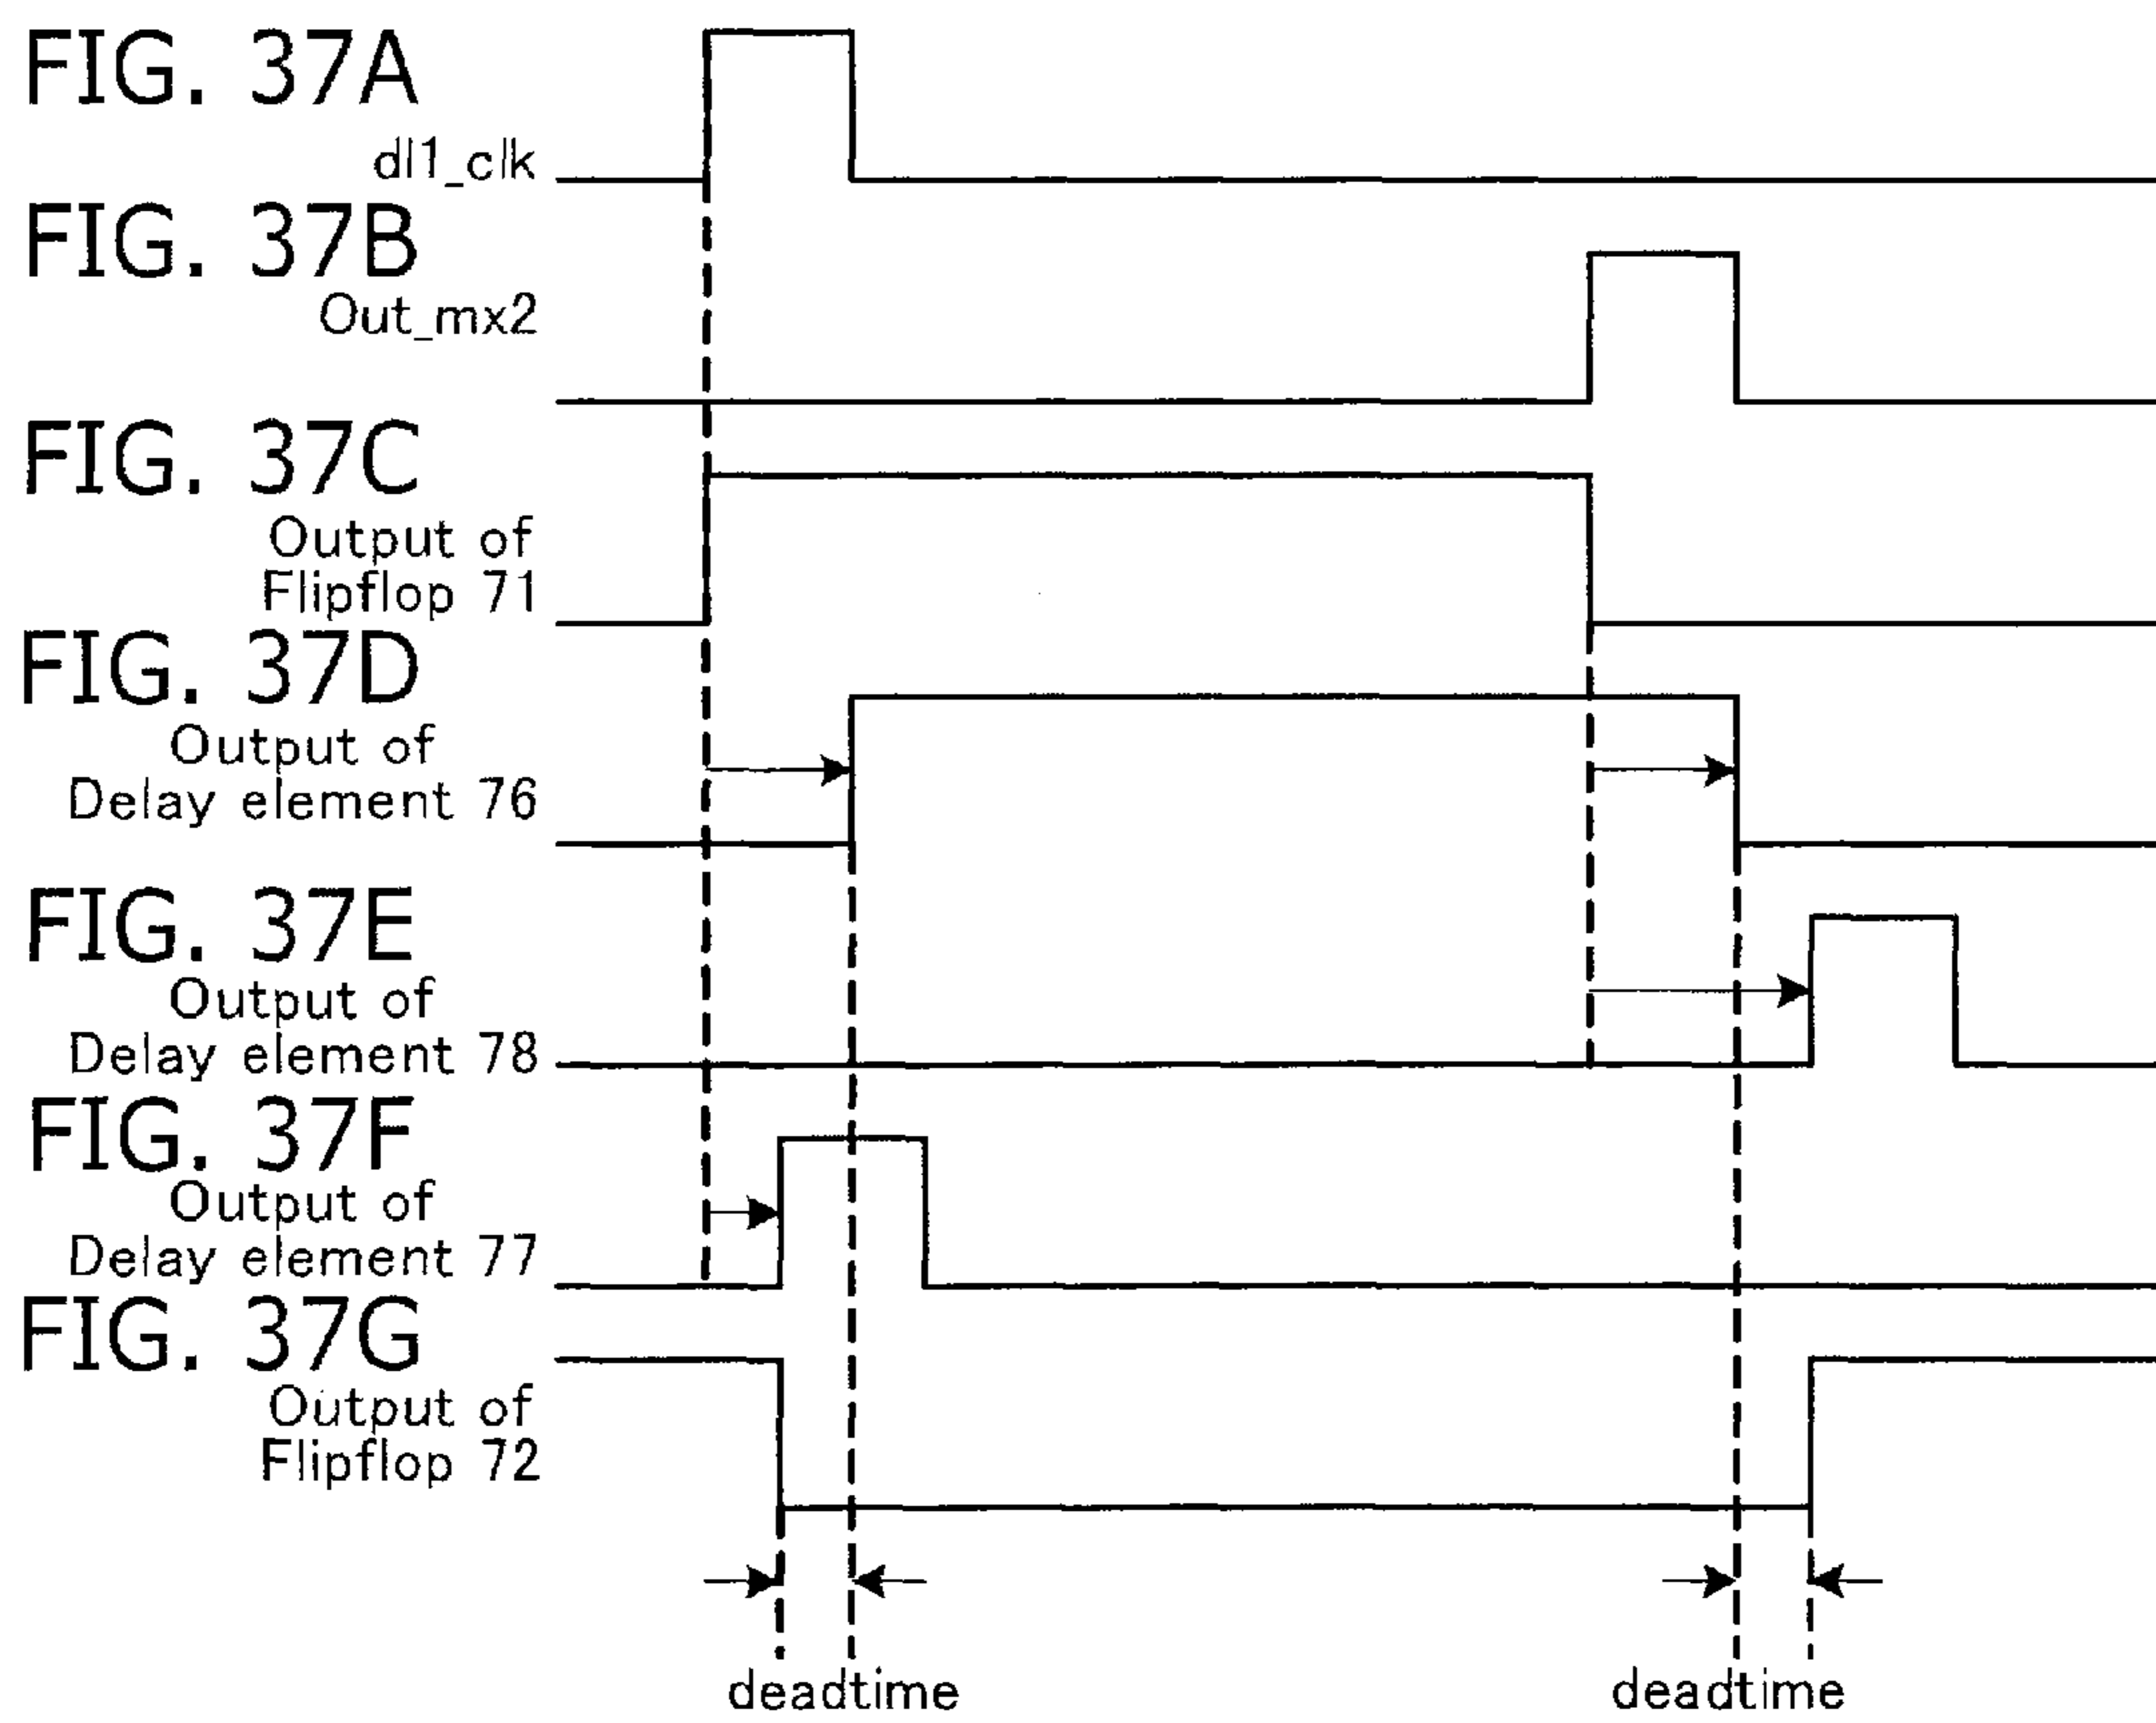 FIG. 37A
dl1_clk
FIG. 37B
Out_mx2
FIG. 37C
Output of
Flipflop 71
FIG. 37D
Output of
Delay element 76
FIG. 37E
Output of
Delay element 78
FIG. 37F
Output of
Delay element 77
FIG. 37G
Output of
Flipflop 72
deadtime
deadtime